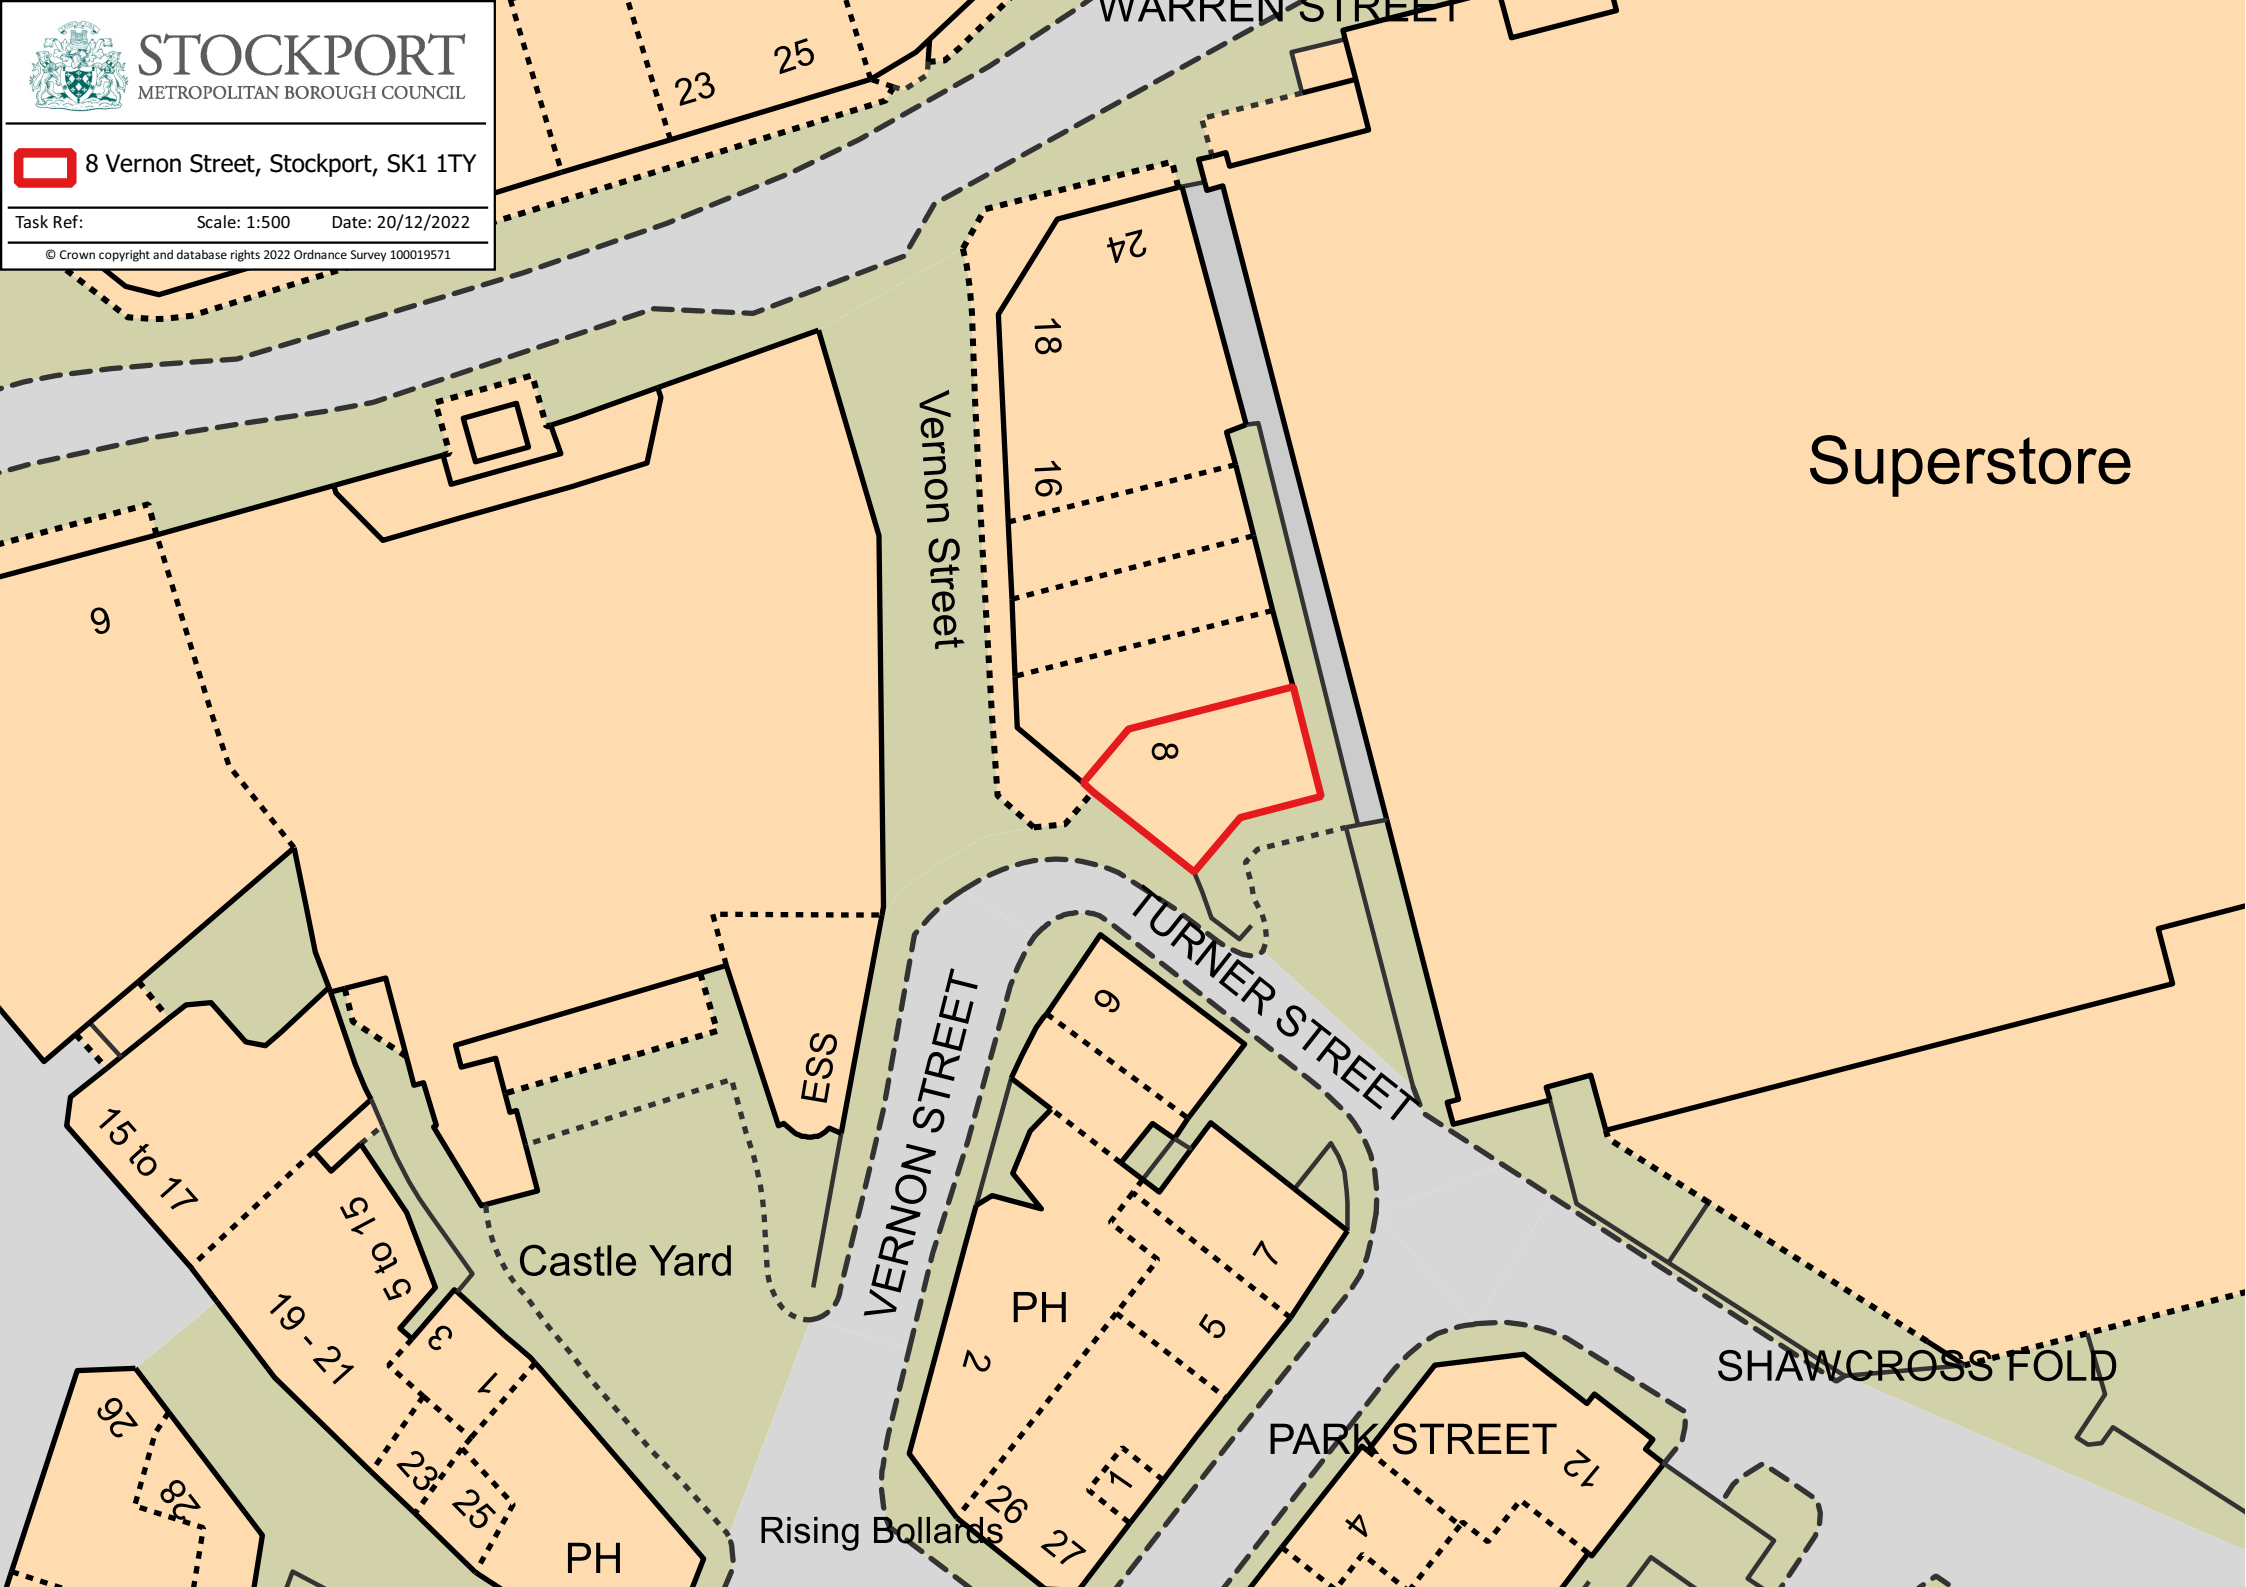 STOCKPORT
METROPOLITAN BOROUGH COUNCIL
8 Vernon Street, Stockport, SK1 1TY
Task Ref:
Scale: 1:500
Date: 20/12/2022
© Crown copyright and database rights 2022 Ordnance Survey 100019571
WARREN STREET
23
25
24
18
16
Vernon Street
Superstore
9
8
TURNER STREET
9
VERNON STREET
ESS
15 to 17
5 to 15
Castle Yard
19 - 21
3
1
PH
2
7
5
SHAWCROSS FOLD
PARK STREET
26
28
23
25
PH
Rising Bollards
26
27
1
12
4